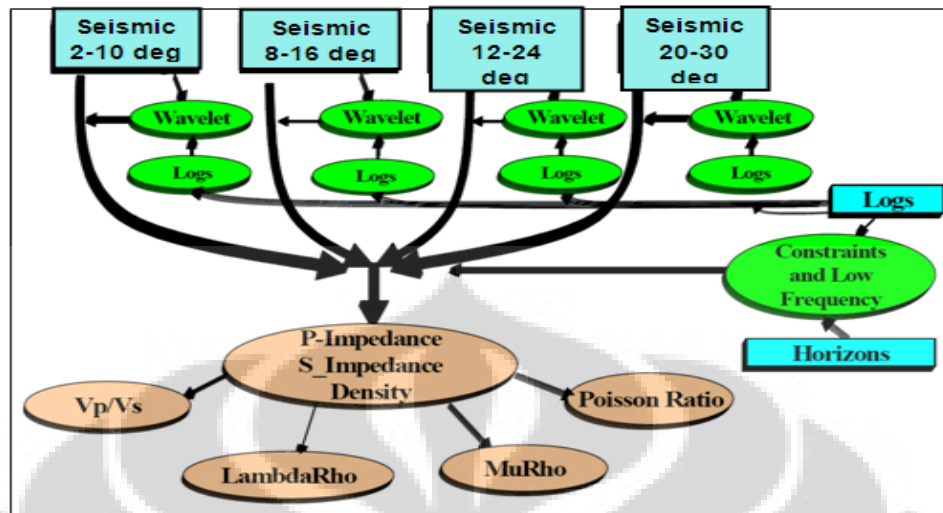 Seismic
2-10 deg
Seismic
8-16 deg
Seismic
12-24
deg
Seismic
20-30
deg
Wavelet
Wavelet
Wavelet
Wavelet
Logs
Logs
Logs
Logs
Logs
Constraints
and Low
Frequency
Horizons
P-Impedance
S_Impedance
Density
Vp/Vs
Poisson Ratio
LambdaRho
MuRho